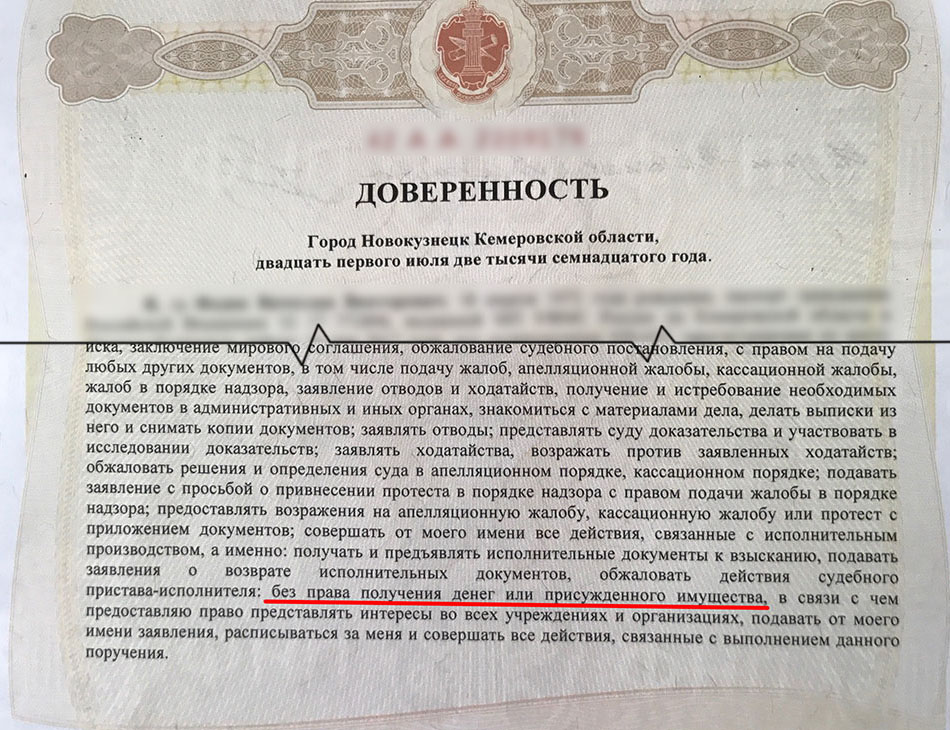 ДОВЕРЕННОСТЬ
Город Новокузнецк Кемеровской области,
двадцать первого июля две тысячи семнадцатого года.
иска, заключение мирового соглашения, обжалование судебного постановления, с правом на подачу
любых других документов, в том числе подачу жалоб, апелляционной жалобы, кассационной жалобы,
жалоб в порядке надзора, заявление отводов и ходатайств, получение и истребование необходимых
документов в административных и иных органах, знакомиться с материалами дела, делать выписки из
него и снимать копии документов; заявлять отводы; представлять суду доказательства и участвовать в
исследовании доказательств; заявлять ходатайства, возражать против заявленных ходатайств;
обжаловать решения и определения суда в апелляционном порядке, кассационном порядке; подавать
заявление с просьбой о привнесении протеста в порядке надзора с правом подачи жалобы в порядке
надзора; предоставлять возражения на апелляционную жалобу, кассационную жалобу или протест с
приложением документов; совершать от моего имени все действия, связанные с исполнительным
производством, а именно: получать и предъявлять исполнительные документы к взысканию, подавать
заявления о возврате исполнительных документов, обжаловать действия судебного
пристава-исполнителя: без права получения денег или присужденного имущества, в связи с чем
предоставляю право представлять интересы во всех учреждениях и организациях, подавать от моего
имени заявления, расписываться за меня и совершать все действия, связанные с выполнением данного
поручения.